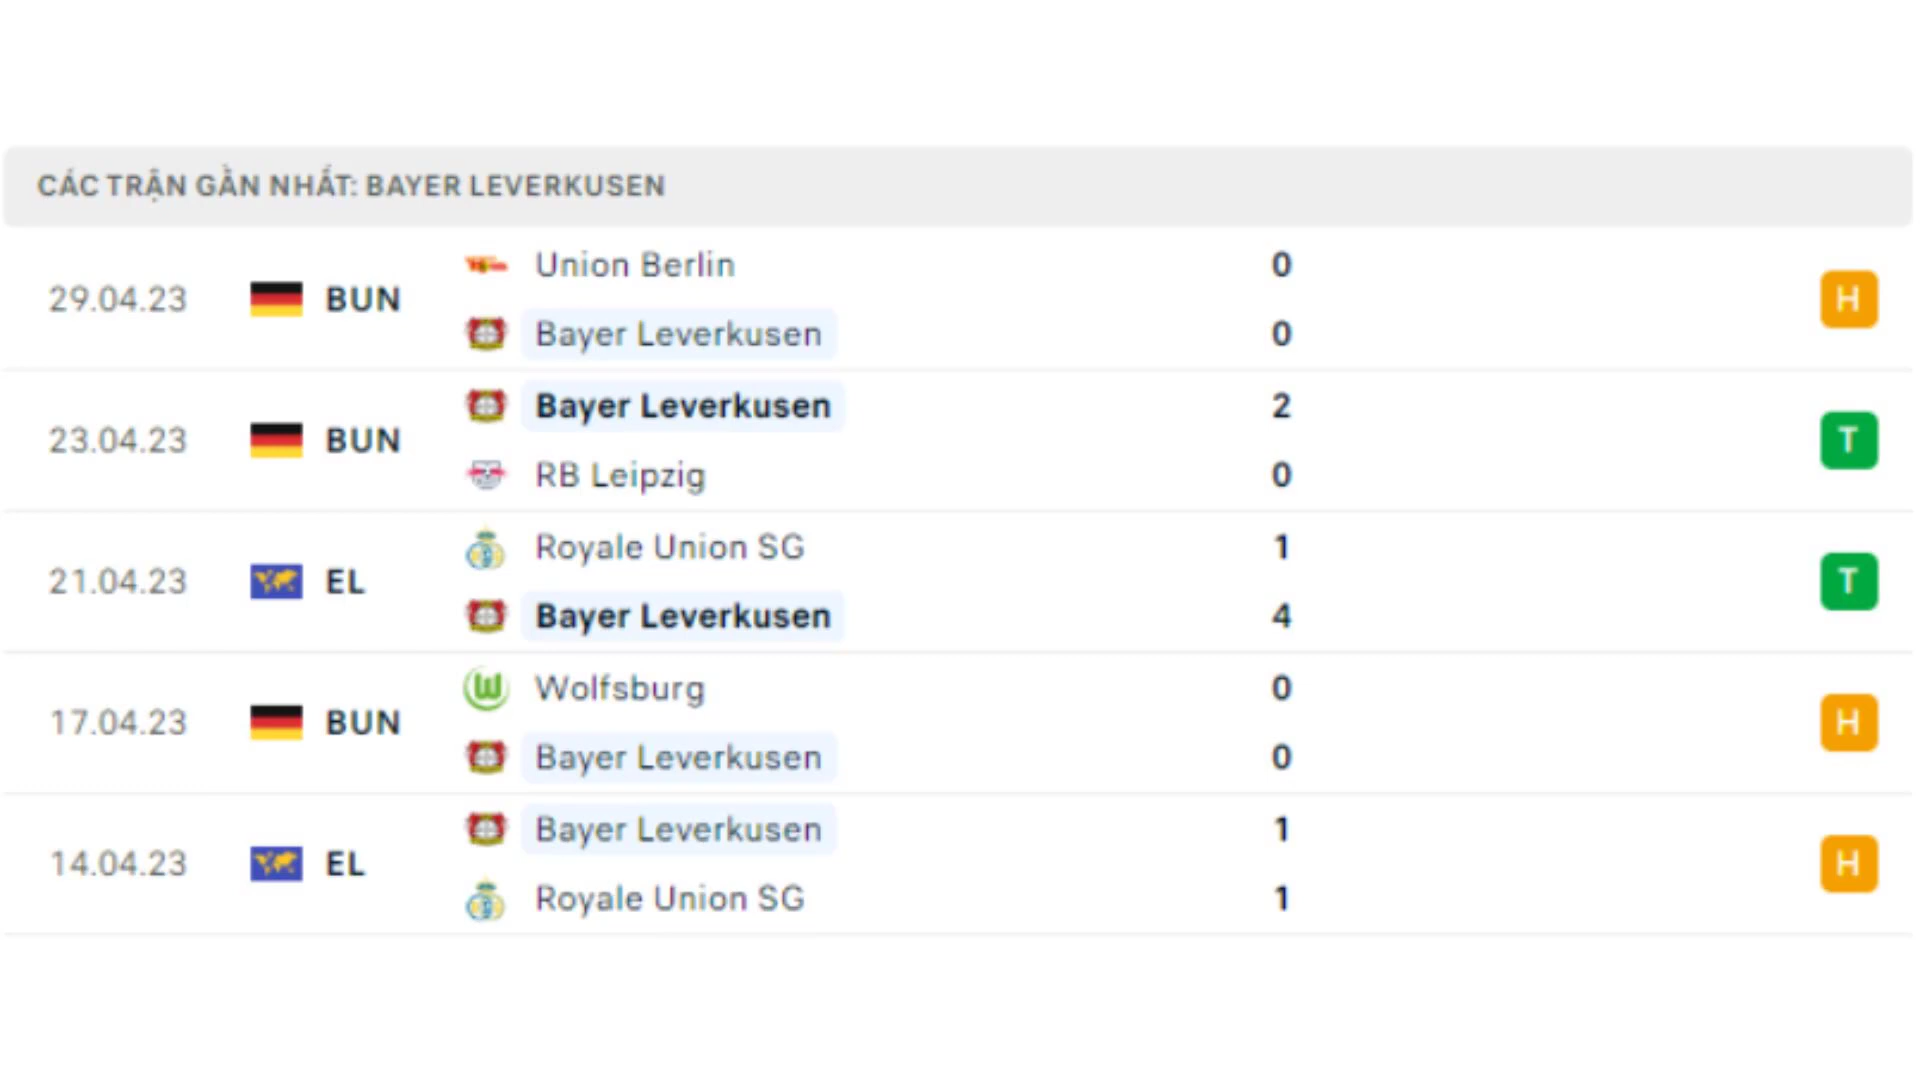 CÁC TRẬN GẦN NHẤT: BAYER LEVERKUSEN
29.04.23 BUN Union Berlin 0 H
Bayer Leverkusen 0
23.04.23 BUN Bayer Leverkusen 2 T
RB Leipzig 0
21.04.23 EL Royale Union SG 1 T
Bayer Leverkusen 4
17.04.23 BUN Wolfsburg 0 H
Bayer Leverkusen 0
14.04.23 EL Bayer Leverkusen 1 H
Royale Union SG 1